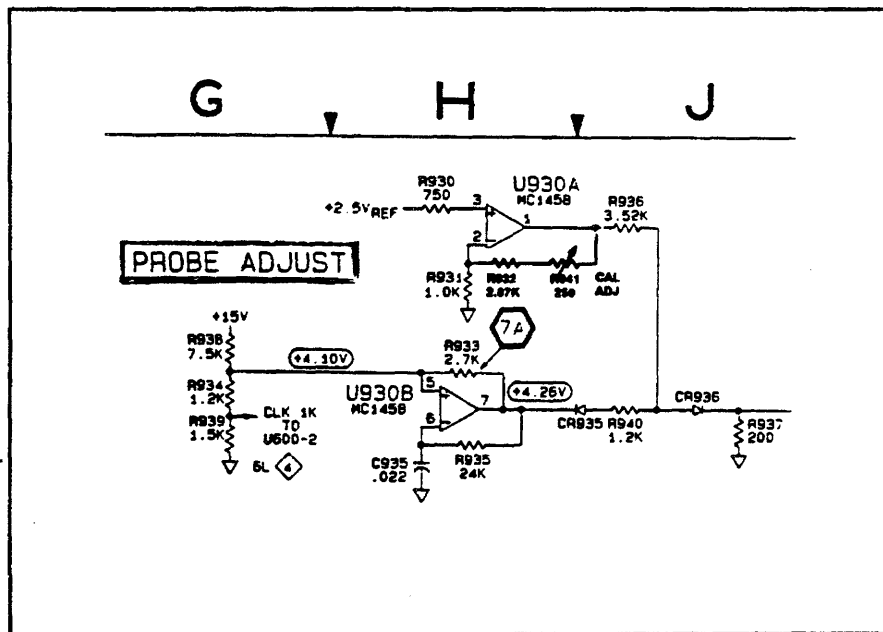 G H J
U930A
MC1458
R930
750
+2.5V REF
3
1
2
R936
3.52K
PROBE ADJUST
R931
1.0K
R932
2.87K
R941
250
CAL
ADJ
+15V
R938
7.5K
7A
R933
2.7K
+4.10V
R934
1.2K
U930B
MC1458
5
7
6
+4.26V
CR936
CLK 1K
TO
U600-2
R939
1.5K
CR935
R940
1.2K
R937
200
6L 4
C935
.022
R935
24K